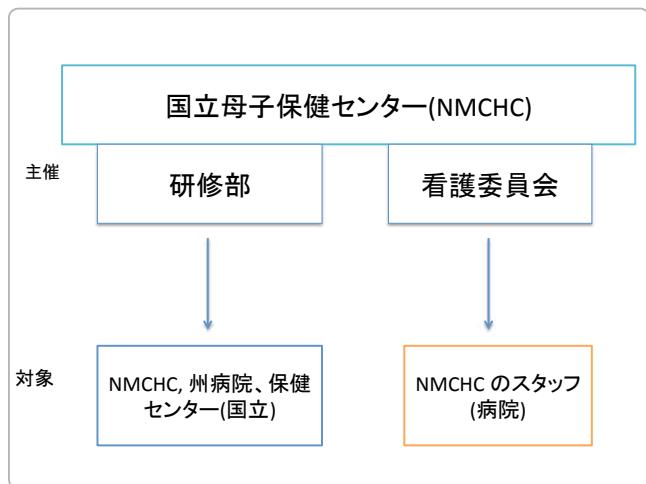 国立母子保健センター(NMCHC)
主催
研修部
看護委員会
対象
NMCHC, 州病院、保健
センター(国立)
NMCHC のスタッフ
(病院)